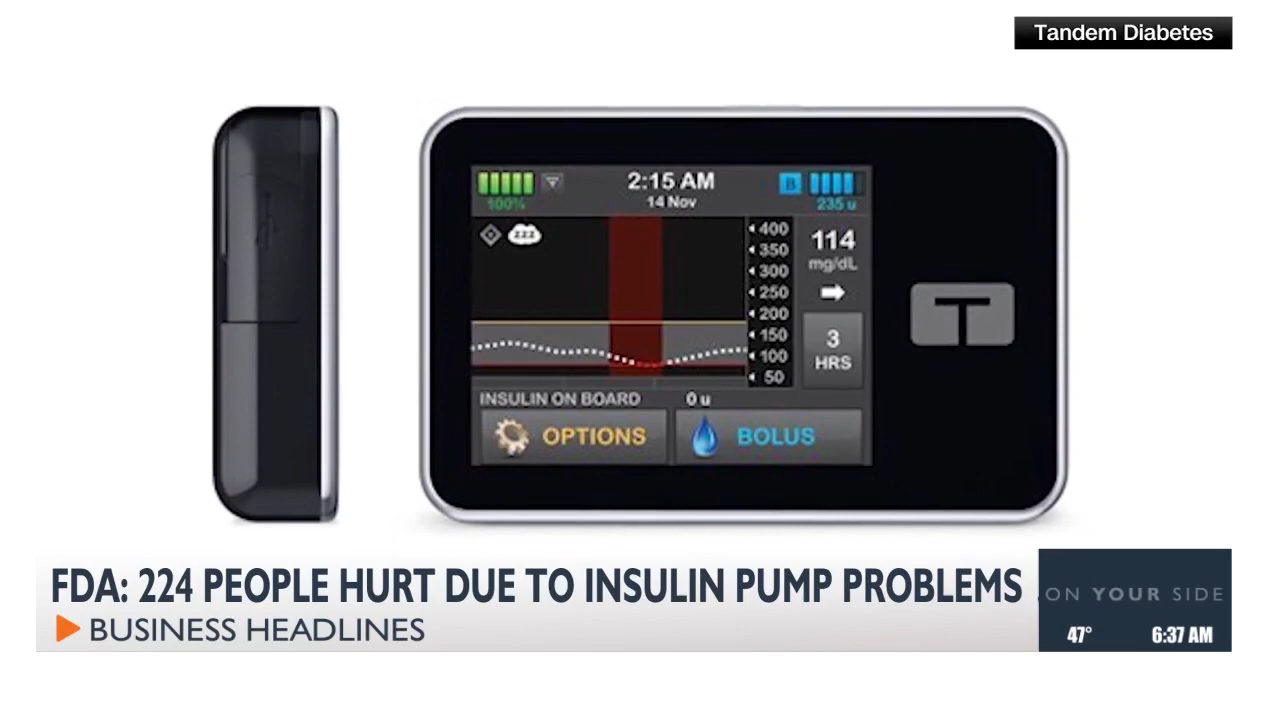 Tandem Diabetes
2:15 AM
14 Nov
100%
B
235 u
zzz
400
350
300
250
200
150
100
50
114
mg/dL
3
HRS
T
INSULIN ON BOARD 0 u
OPTIONS
BOLUS
FDA: 224 PEOPLE HURT DUE TO INSULIN PUMP PROBLEMS
BUSINESS HEADLINES
ON YOUR SIDE
47° 6:37 AM